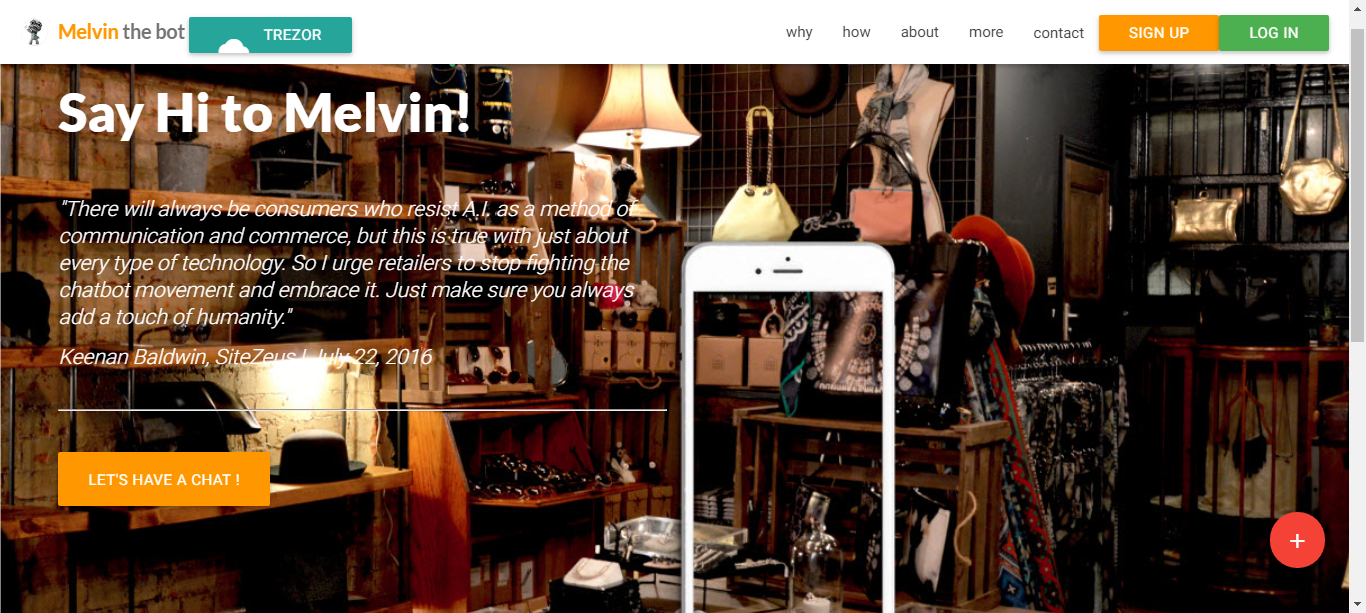 Melvin the bot
TREZOR
why
how
about
more
contact
SIGN UP
LOG IN
Say Hi to Melvin!
"There will always be consumers who resist A.I. as a method of
communication and commerce, but this is true with just about
every type of technology. So I urge retailers to stop fighting the
chatbot movement and embrace it. Just make sure you always
add a touch of humanity."
Keenan Baldwin, SiteZeus | July 22, 2016
LET'S HAVE A CHAT !
+